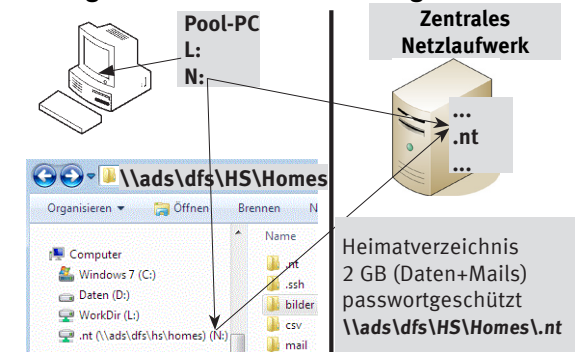 Pool-PC
L:
N:
Zentrales
Netzlaufwerk
...
.nt
...
\\ads\dfs\HS\Homes
Organisieren
Öffnen
Brennen
N
Computer
Windows 7 (C:)
Daten (D:)
WorkDir (L:)
.nt (\\ads\dfs\hs\homes) (N:)
Name
.nt
.ssh
bilder
csv
mail
Heimatverzeichnis
2 GB (Daten+Mails)
passwortgeschützt
\\ads\dfs\HS\Homes\.nt